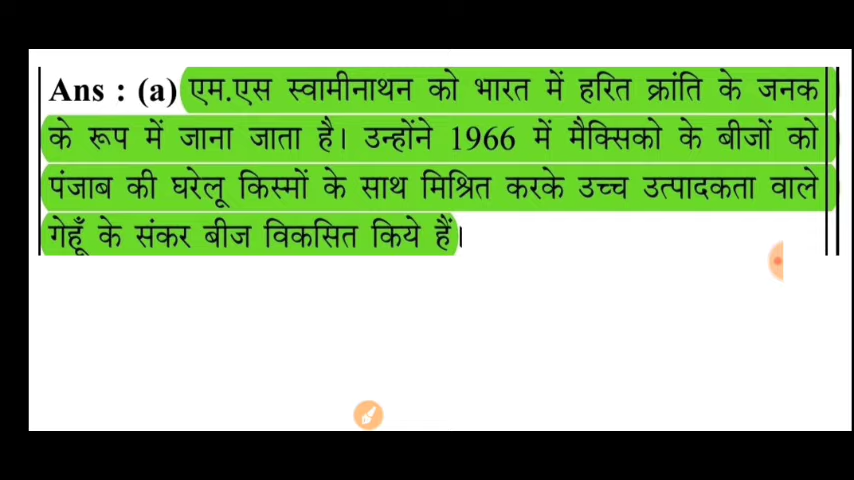 Ans : (a) एम.एस स्वामीनाथन को भारत में हरित क्रांति के जनक
के रूप में जाना जाता है। उन्होंने 1966 में मैक्सिको के बीजों को
पंजाब की घरेलू किस्मों के साथ मिश्रित करके उच्च उत्पादकता वाले
गेहूँ के संकर बीज विकसित किये हैं।